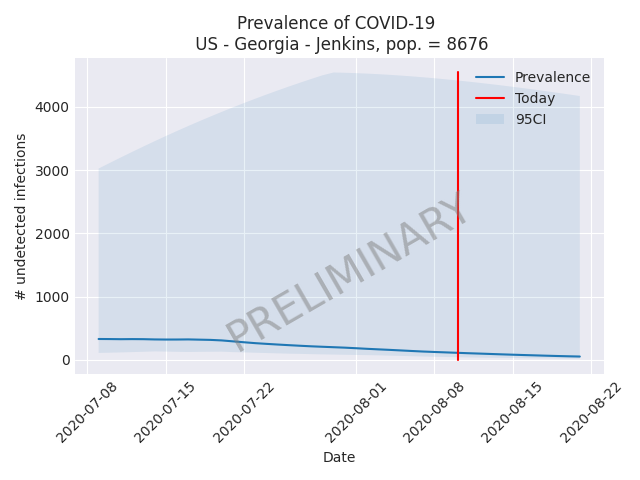 Prevalence of COVID-19
US - Georgia - Jenkins, pop. = 8676
Prevalence
Today
95CI
# undetected infections
4000
3000
2000
1000
0
PRELIMINARY
2020-07-08
2020-07-15
2020-07-22
2020-08-01
2020-08-08
2020-08-15
2020-08-22
Date